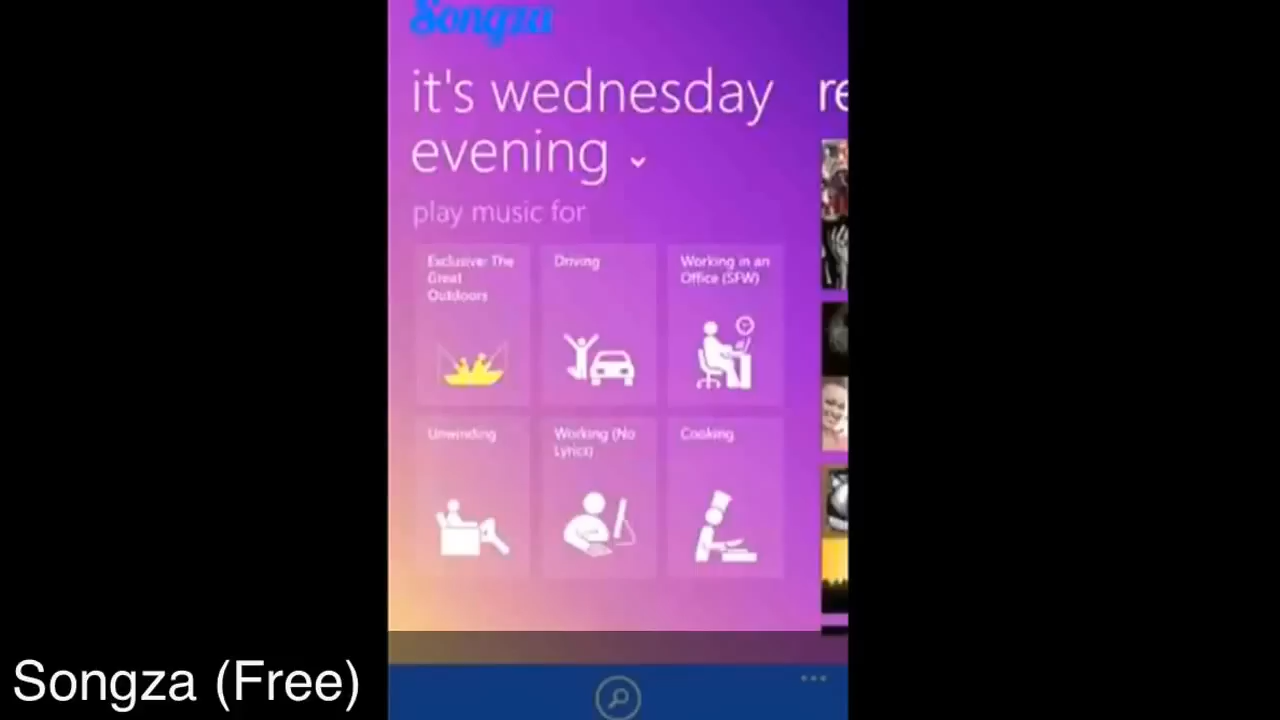 Songza
it's wednesday
evening
re
play music for
Exclusive: The
Great
Outdoors
Driving
Working in an
Office (SFW)
Unwinding
Working (No
Lyrics)
Cooking
Songza (Free)